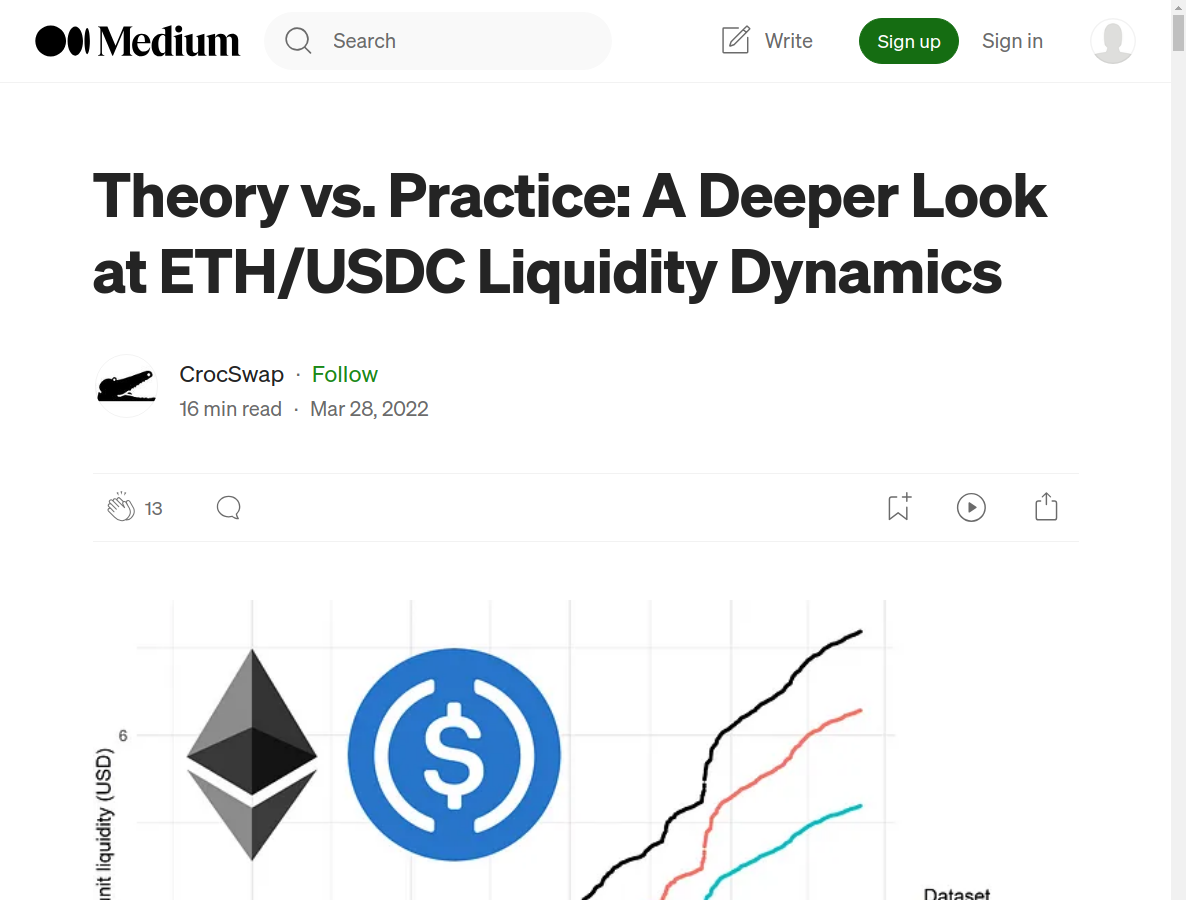 Medium
Search
Write
Sign up
Sign in
Theory vs. Practice: A Deeper Look
at ETH/USDC Liquidity Dynamics
CrocSwap · Follow
16 min read · Mar 28, 2022
13
6
liquidity (USD)
Dataset